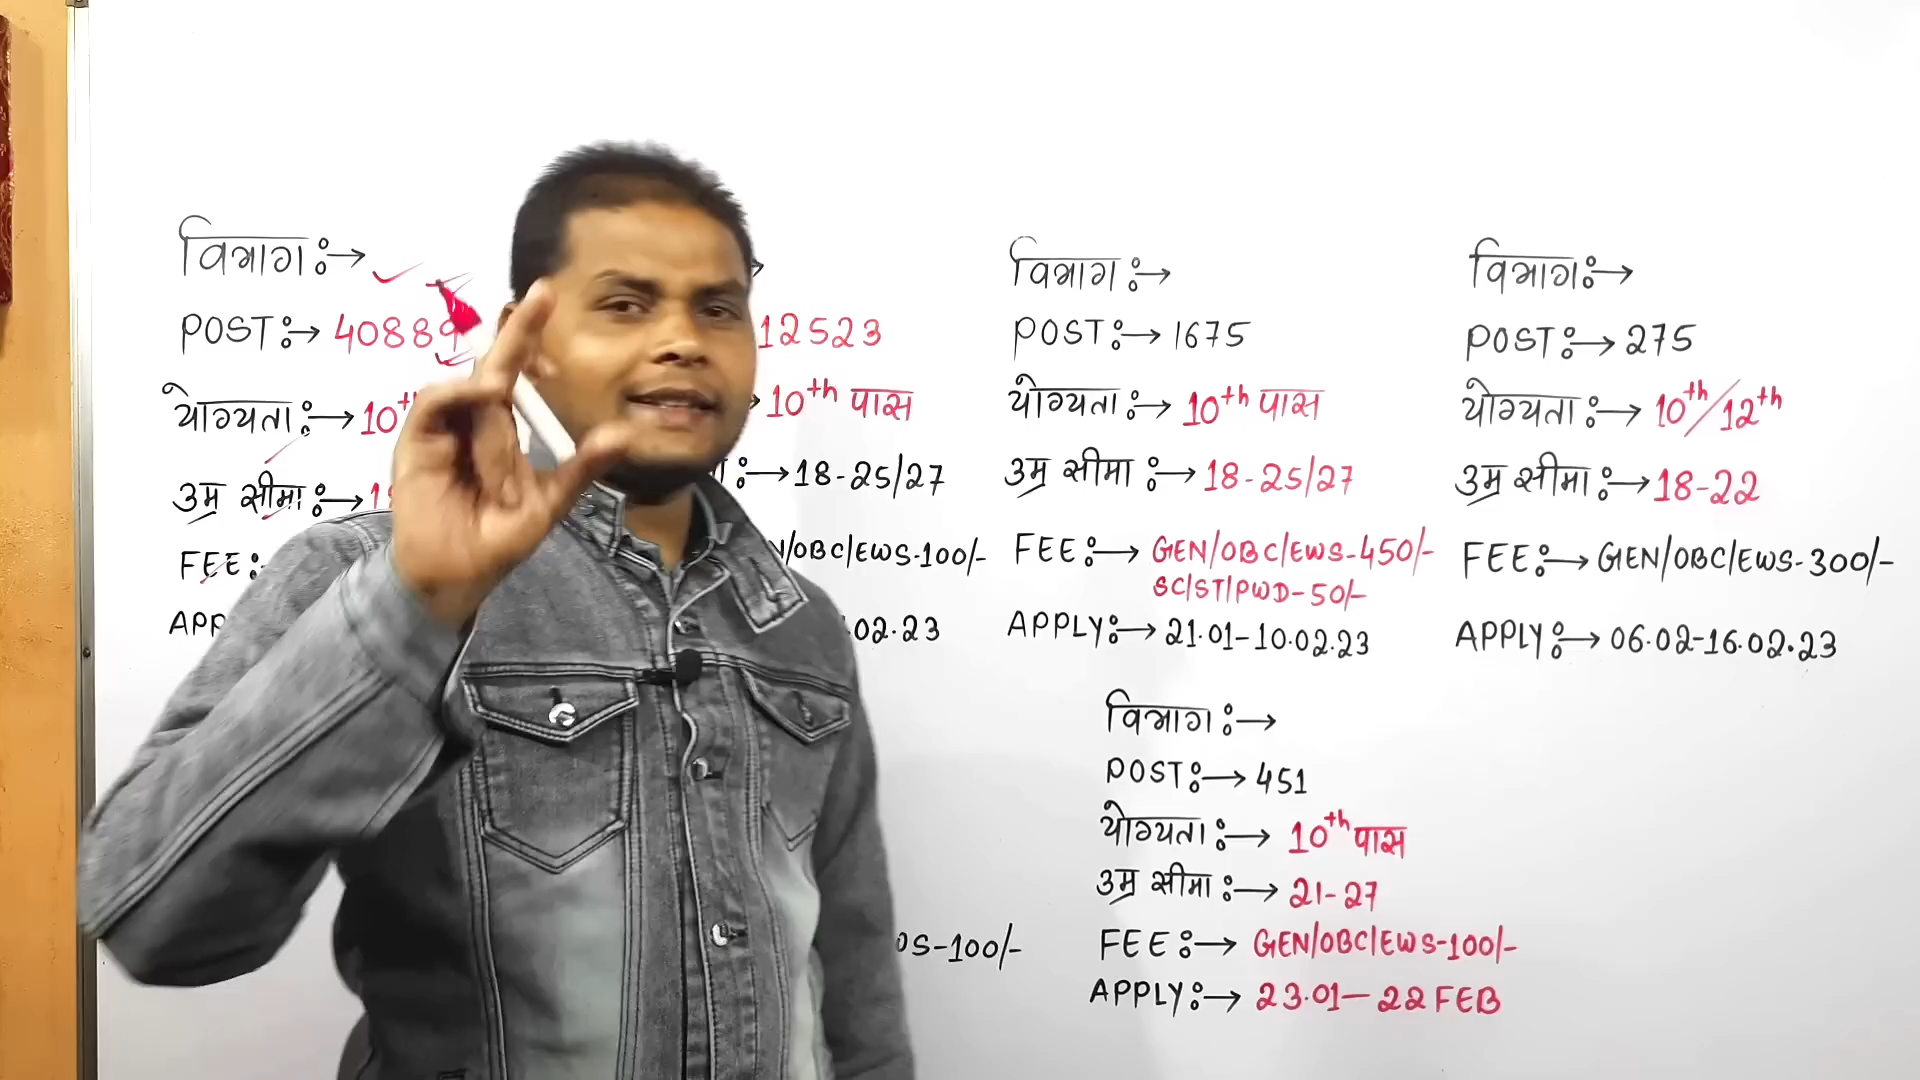 विभाग :→
POST :→ 40889
योग्यता :→ 10th
उम्र सीमा :→
FEE :-
12523
10th पास
:→ 18-25/27
/OBC/EWS-100/-
.02.23
OS-100/-
विभाग :→
POST :→ 1675
योग्यता :→ 10th पास
उम्र सीमा :→ 18-25/27
FEE :→ GEN/OBC/EWS-450/-
SC/ST/PWD-50/-
APPLY :→ 21.01-10.02.23
विभाग :→
POST :→ 275
योग्यता :→ 10th/12th
उम्र सीमा :→ 18-22
FEE :→ GEN/OBC/EWS-300/-
APPLY :→ 06.02-16.02.23
विभाग :→
POST :→ 451
योग्यता :→ 10th पास
उम्र सीमा :→ 21-27
FEE :→ GEN/OBC/EWS-100/-
APPLY :→ 23.01-22 FEB